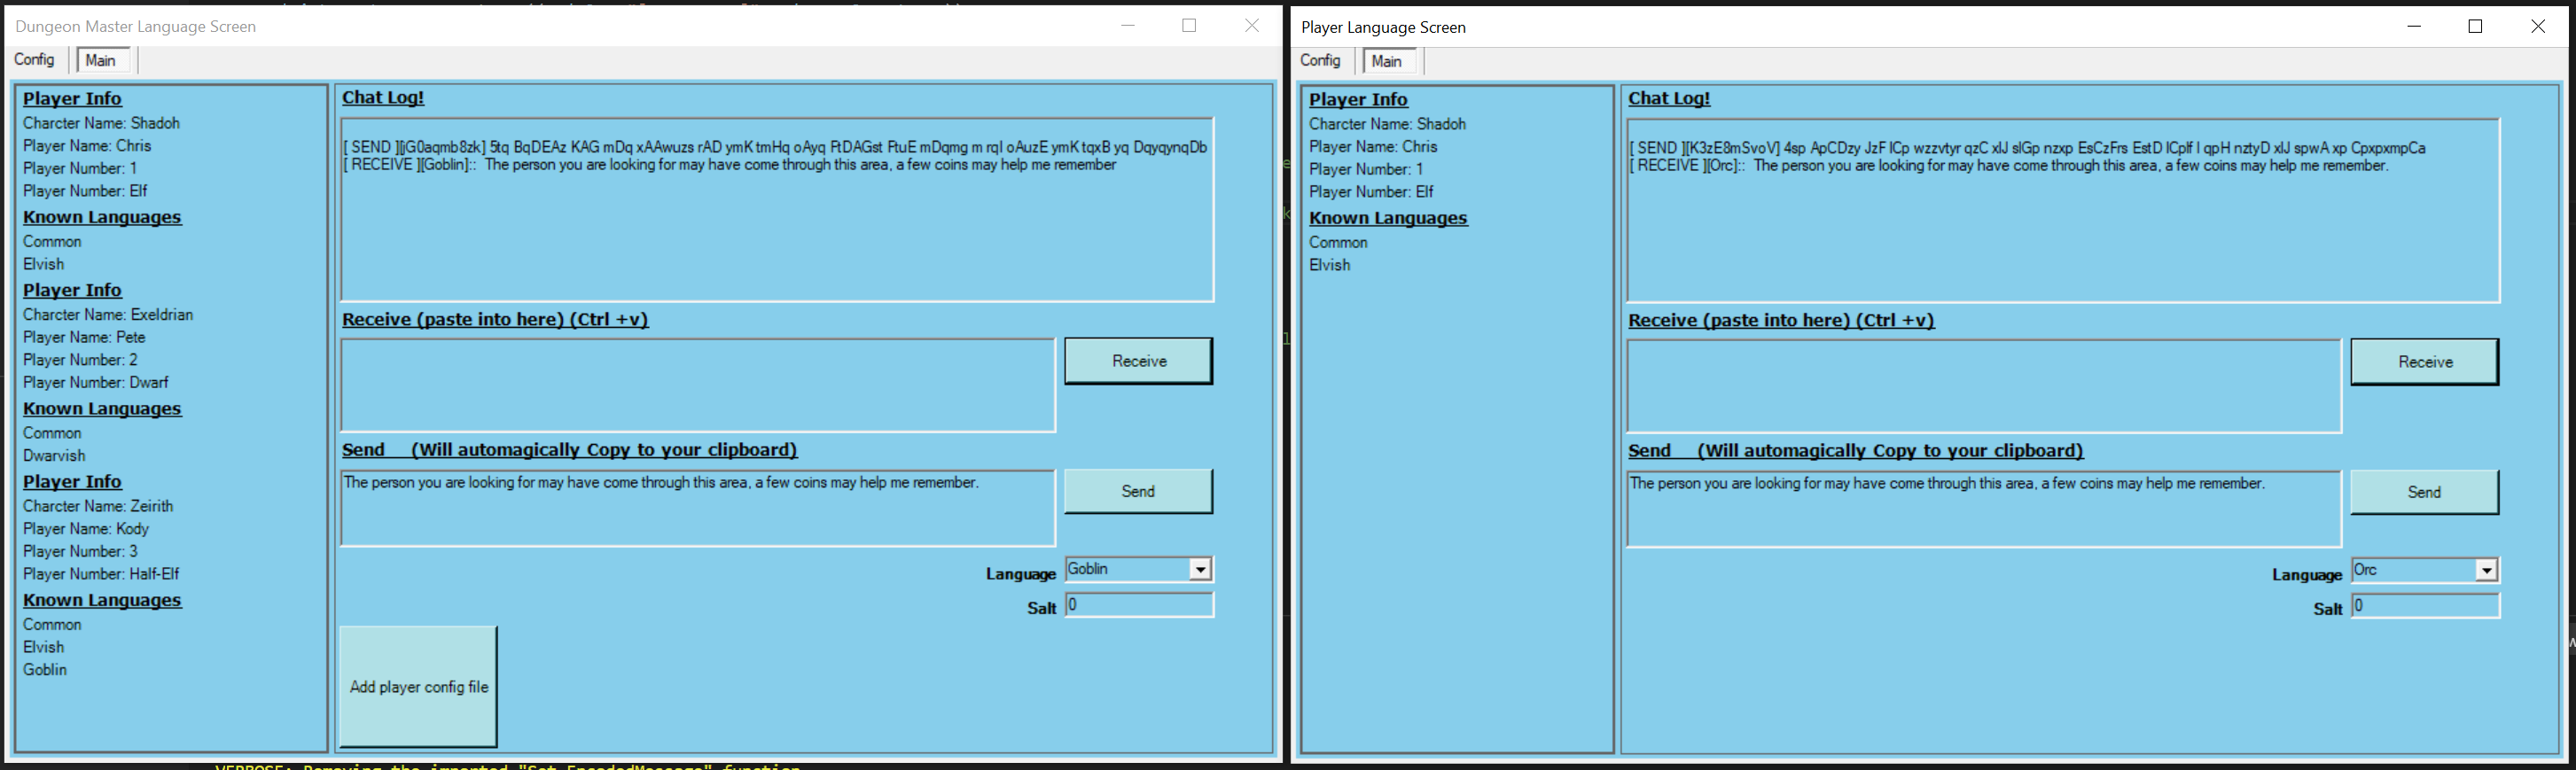 Dungeon Master Language Screen
Config
Main
Player Info
Charcter Name: Shadoh
Player Name: Chris
Player Number: 1
Player Number: Elf
Known Languages
Common
Elvish
Player Info
Charcter Name: Exeldrian
Player Name: Pete
Player Number: 2
Player Number: Dwarf
Known Languages
Common
Dwarvish
Player Info
Charcter Name: Zeirith
Player Name: Kody
Player Number: 3
Player Number: Half-Elf
Known Languages
Common
Elvish
Goblin
Chat Log!
[ SEND ][jG0aqmb8zk] 5tq BqDEAz KAG mDq xAAwuzs rAD ymK tmHq oAyq FtDAGst FtuE mDqmg m rqI oAuzE ymK tqxB yq DqyqynqDb
[ RECEIVE ][Goblin]:: The person you are looking for may have come through this area, a few coins may help me remember
Receive (paste into here) (Ctrl +v)
Receive
Send (Will automagically Copy to your clipboard)
The person you are looking for may have come through this area, a few coins may help me remember.
Send
Language
Goblin
Salt
0
Add player config file
Player Language Screen
Config
Main
Player Info
Charcter Name: Shadoh
Player Name: Chris
Player Number: 1
Player Number: Elf
Known Languages
Common
Elvish
Chat Log!
[ SEND ][K3zE8mSvoV] 4sp ApCDzy JzF lCp wzzvtyr qzC xlJ slGp nzxp EsCzFrs EstD lCplf l qpH nztyD xlJ spwA xp CpxpxmpCa
[ RECEIVE ][Orc]:: The person you are looking for may have come through this area, a few coins may help me remember.
Receive (paste into here) (Ctrl +v)
Receive
Send (Will automagically Copy to your clipboard)
The person you are looking for may have come through this area, a few coins may help me remember.
Send
Language
Orc
Salt
0